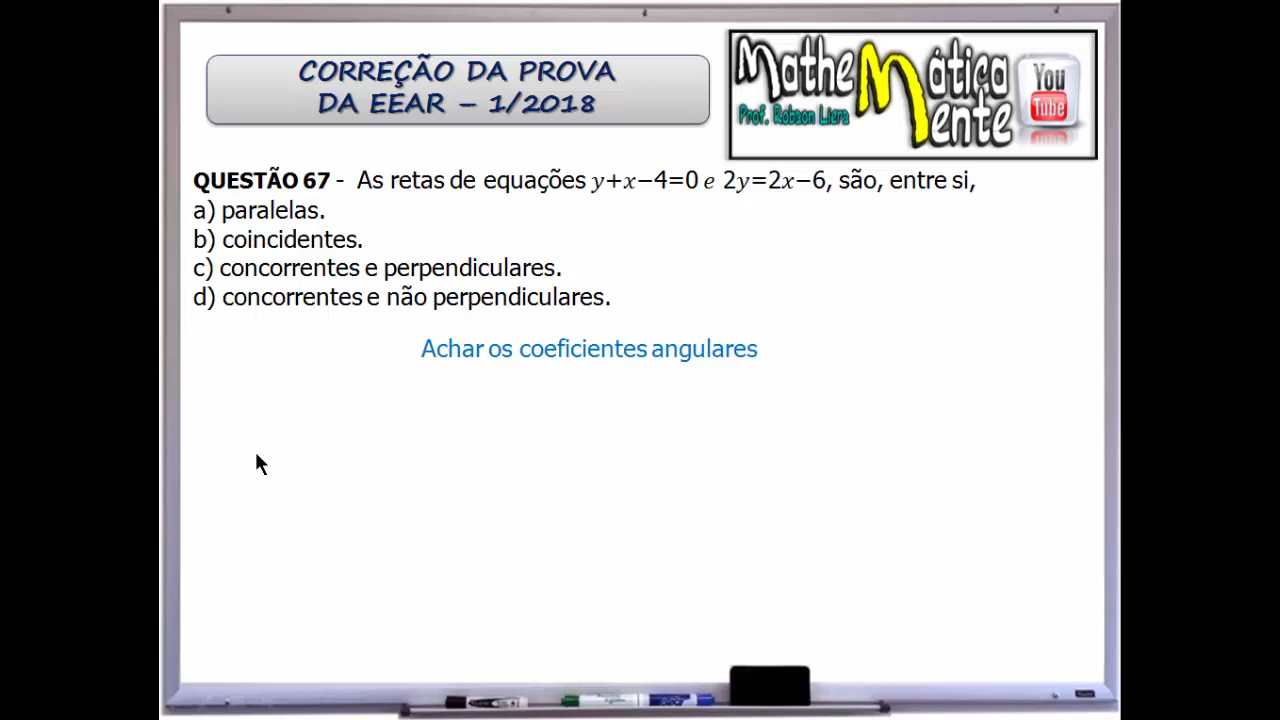 CORREÇÃO DA PROVA
DA EEAR – 1/2018
MatheMática
Mente
Prof. Robson Liera
You
Tube
QUESTÃO 67 - As retas de equações y+x−4=0 e 2y=2x−6, são, entre si,
a) paralelas.
b) coincidentes.
c) concorrentes e perpendiculares.
d) concorrentes e não perpendiculares.
Achar os coeficientes angulares